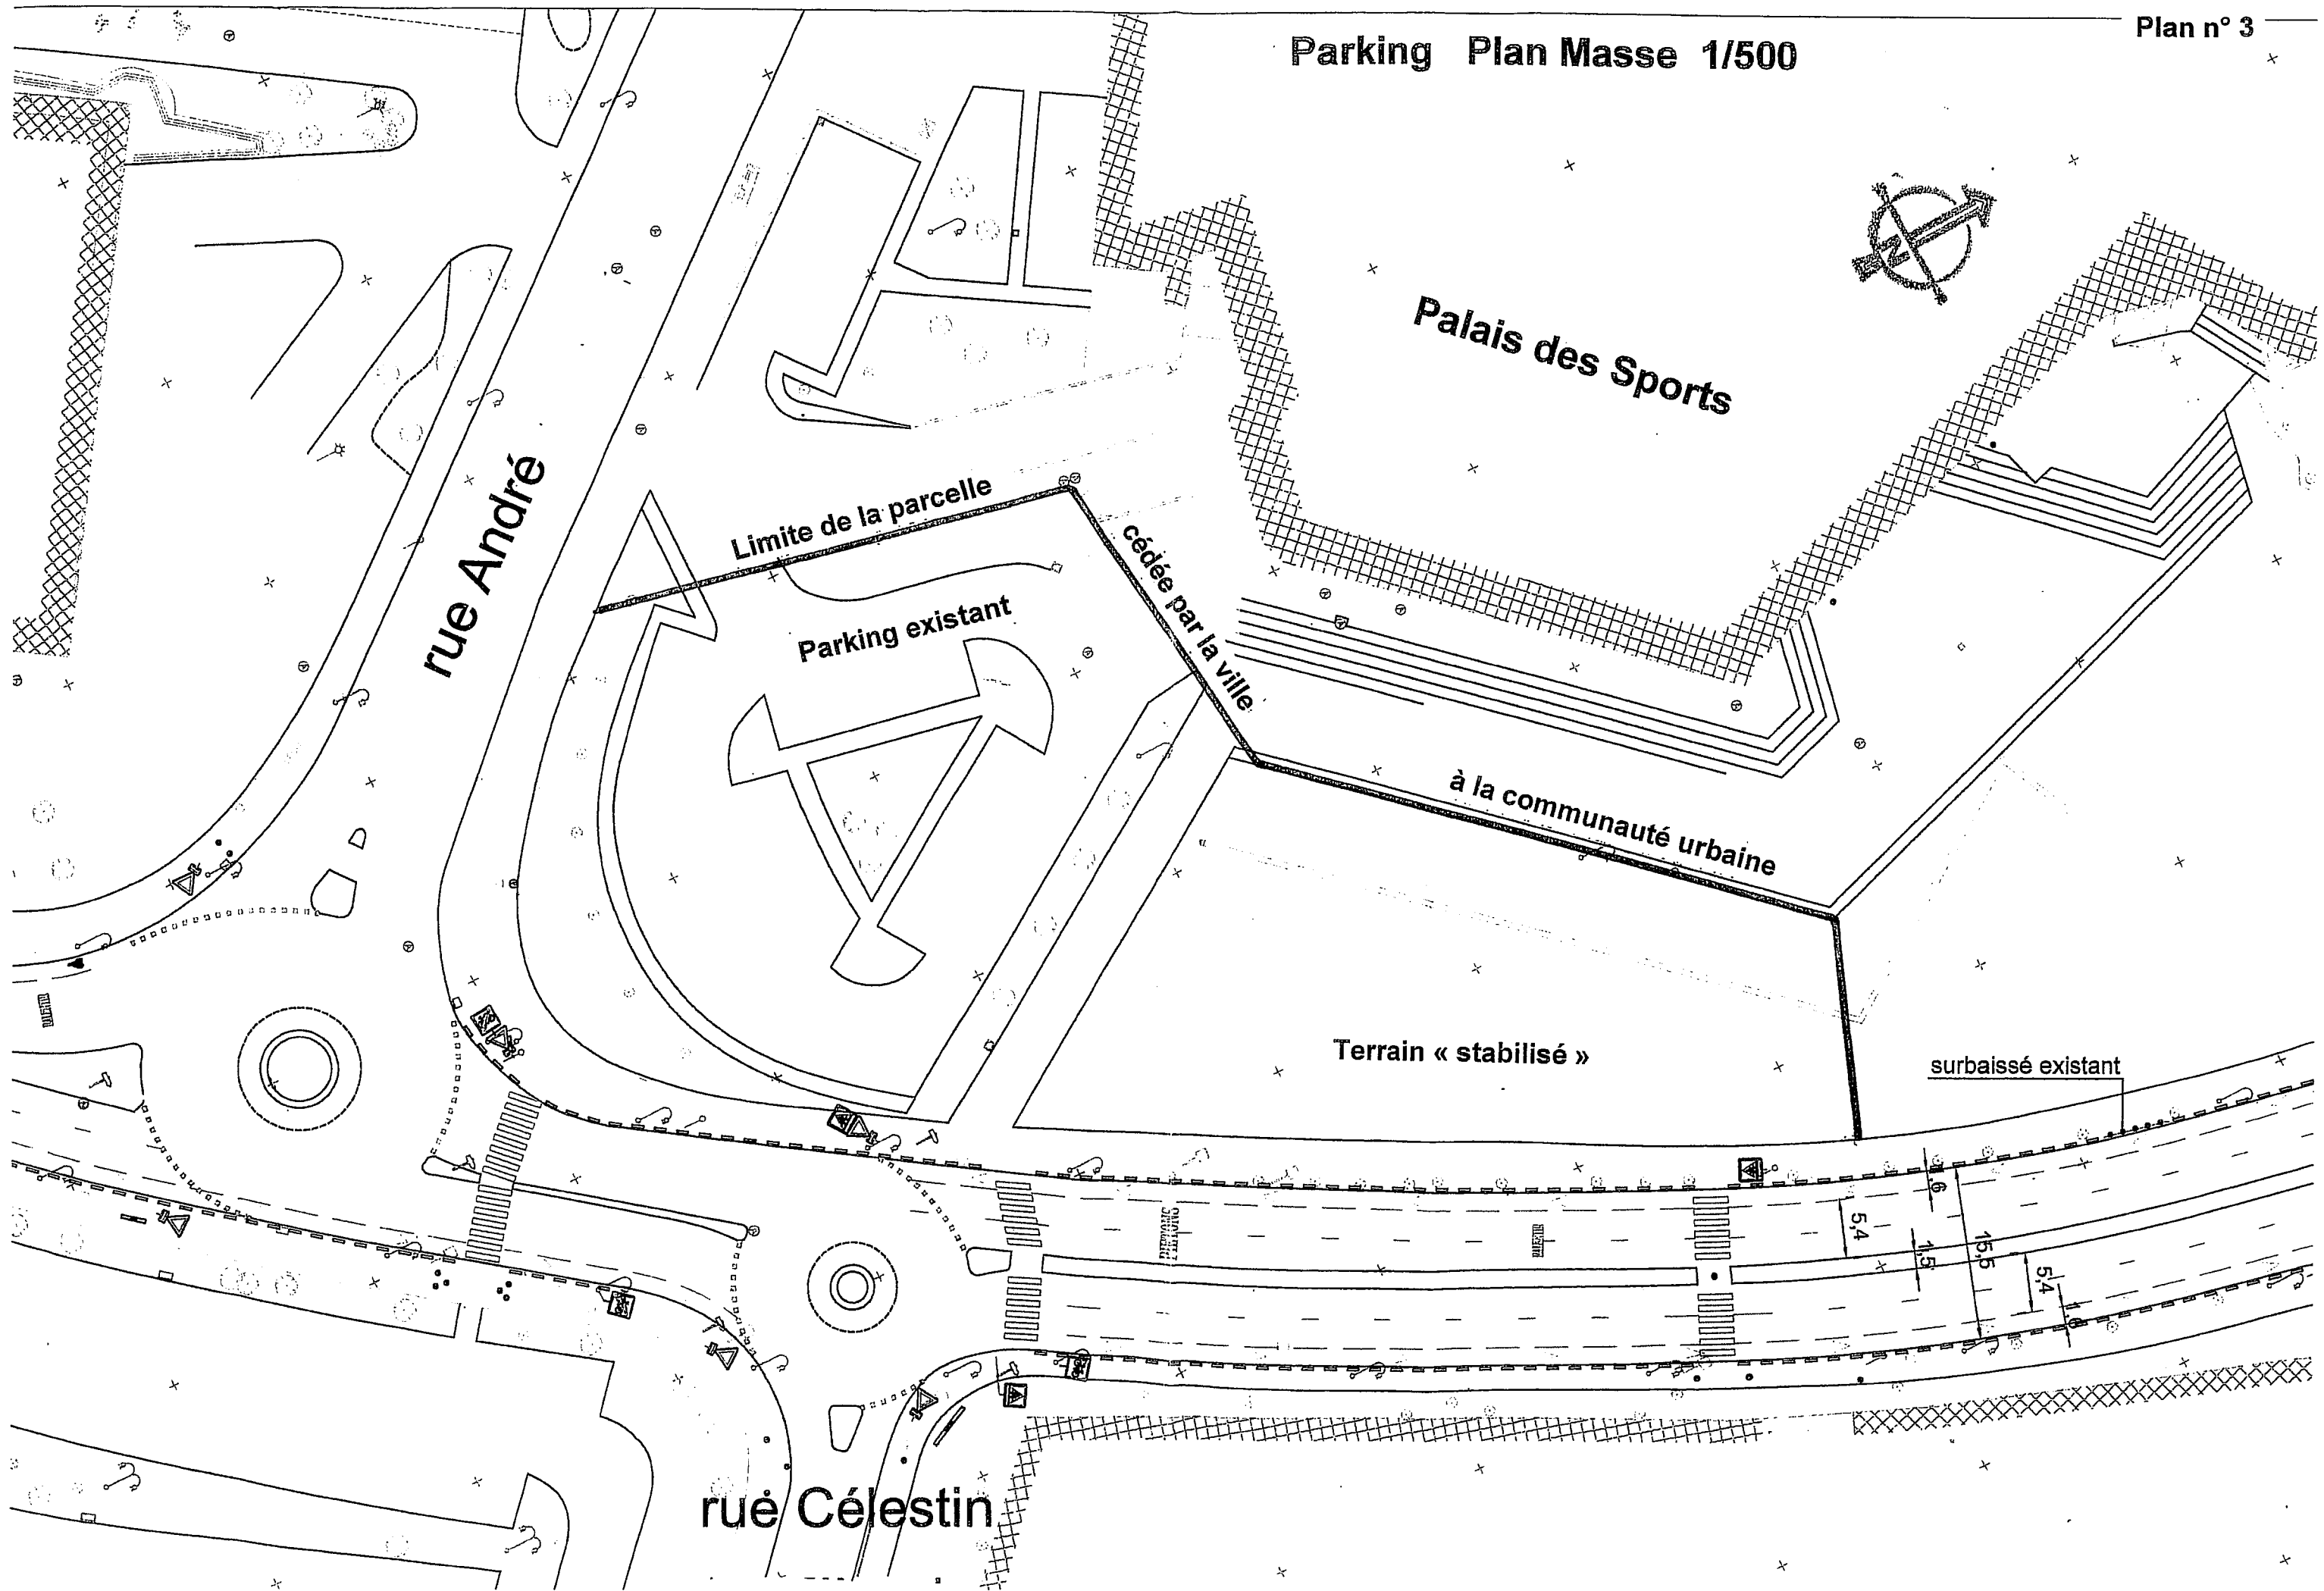 Plan n° 3
Parking Plan Masse 1/500
N
Palais des Sports
rue André
Limite de la parcelle
cédée par la ville
à la communauté urbaine
Parking existant
Terrain « stabilisé »
surbaissé existant
5,4
1,5
15,5
5,4
rue Célestin